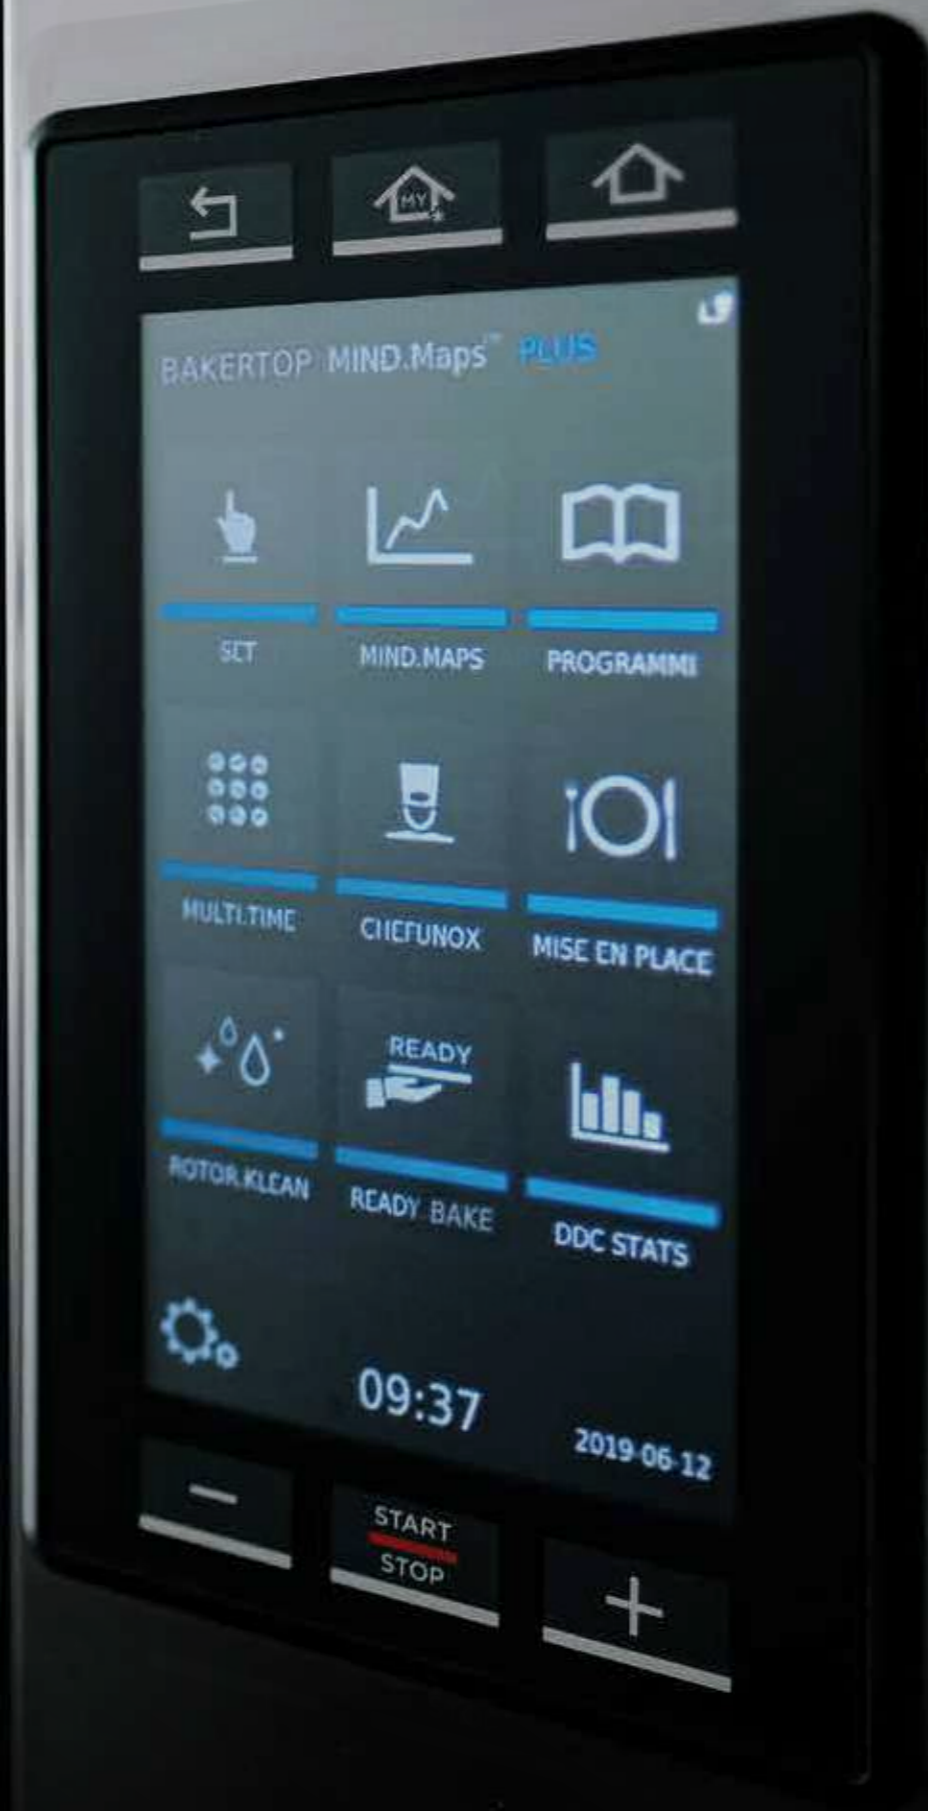 MY
BAKERTOP MIND.Maps™ PLUS
SET MIND.MAPS PROGRAMMI
MULTI.TIME CHEFUNOX MISE EN PLACE
READY
ROTOR.KLEAN READY.BAKE DDC STATS
09:37
2019-06-12
START
STOP